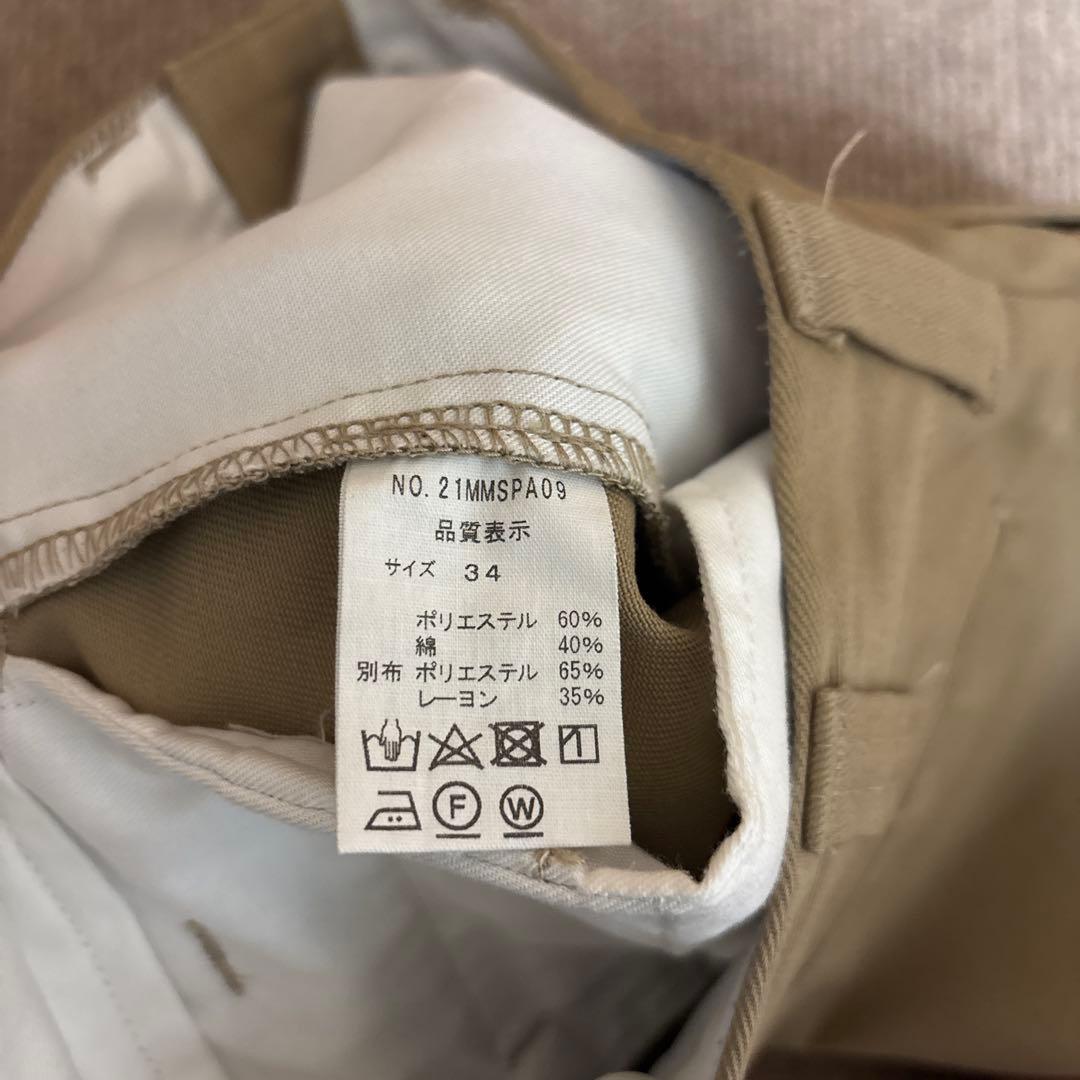 NO. 21MMSPA09
品質表示
サイズ 34
ポリエステル 60%
綿 40%
別布 ポリエステル 65%
レーヨン 35%
F W